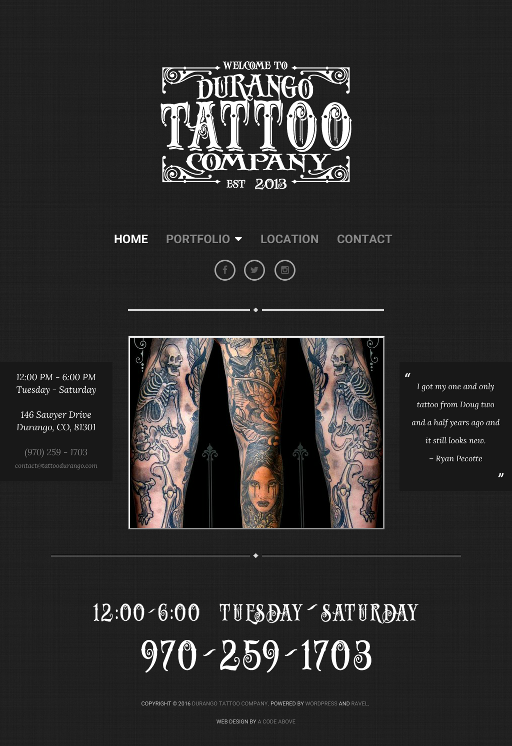 WELCOME TO
DURANGO
TATTOO
COMPANY
EST 2013
HOME PORTFOLIO LOCATION CONTACT
12:00 PM - 6:00 PM
Tuesday - Saturday
146 Sawyer Drive
Durango, CO, 81301
(970) 259 - 1703
contact@tattoodurango.com
“
I got my one and only
tattoo from Doug two
and a half years ago and
it still looks new.
~ Ryan Pecotte
”
12:00-6:00 TUESDAY-SATURDAY
970-259-1703
COPYRIGHT © 2016 DURANGO TATTOO COMPANY. POWERED BY WORDPRESS AND RAVEL.
WEB DESIGN BY A CODE ABOVE